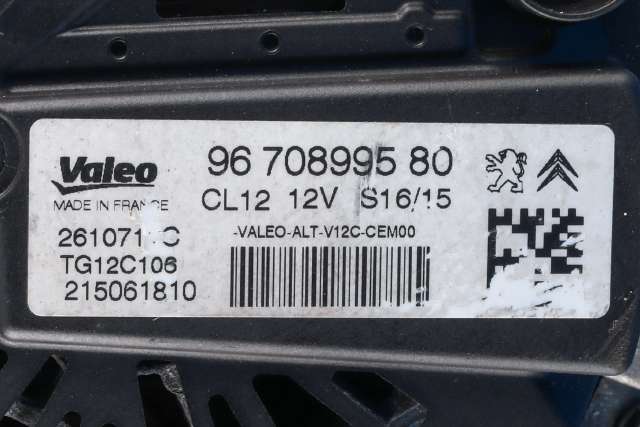 Valeo
MADE IN FRANCE
96 708995 80
CL12 12V S16/15
-VALEO-ALT-V12C-CEM00
TG12C106
215061810